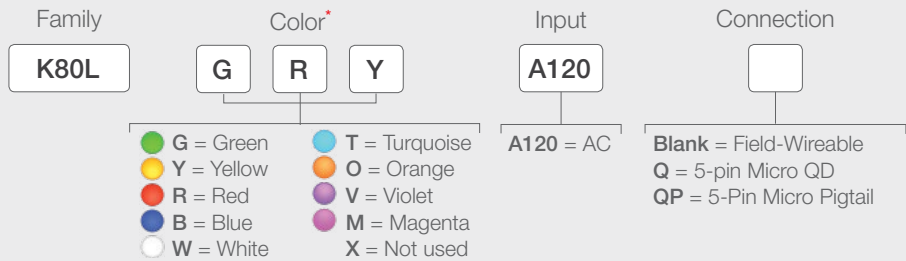 Family Color* Input Connection
K80L G R Y A120
G = Green T = Turquoise A120 = AC Blank = Field-Wireable
Y = Yellow O = Orange Q = 5-pin Micro QD
R = Red V = Violet QP = 5-Pin Micro Pigtail
B = Blue M = Magenta
W = White X = Not used